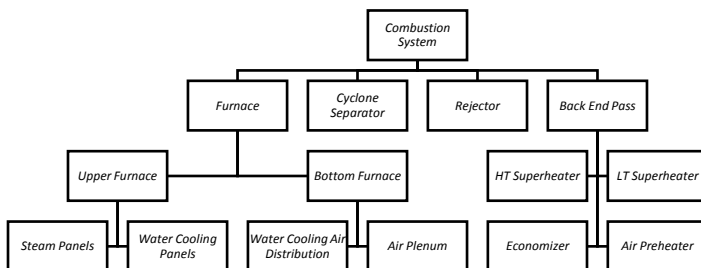 Combustion
System
Furnace
Cyclone
Separator
Rejector
Back End Pass
Upper Furnace
Bottom Furnace
HT Superheater
LT Superheater
Steam Panels
Water Cooling
Panels
Water Cooling Air
Distribution
Air Plenum
Economizer
Air Preheater